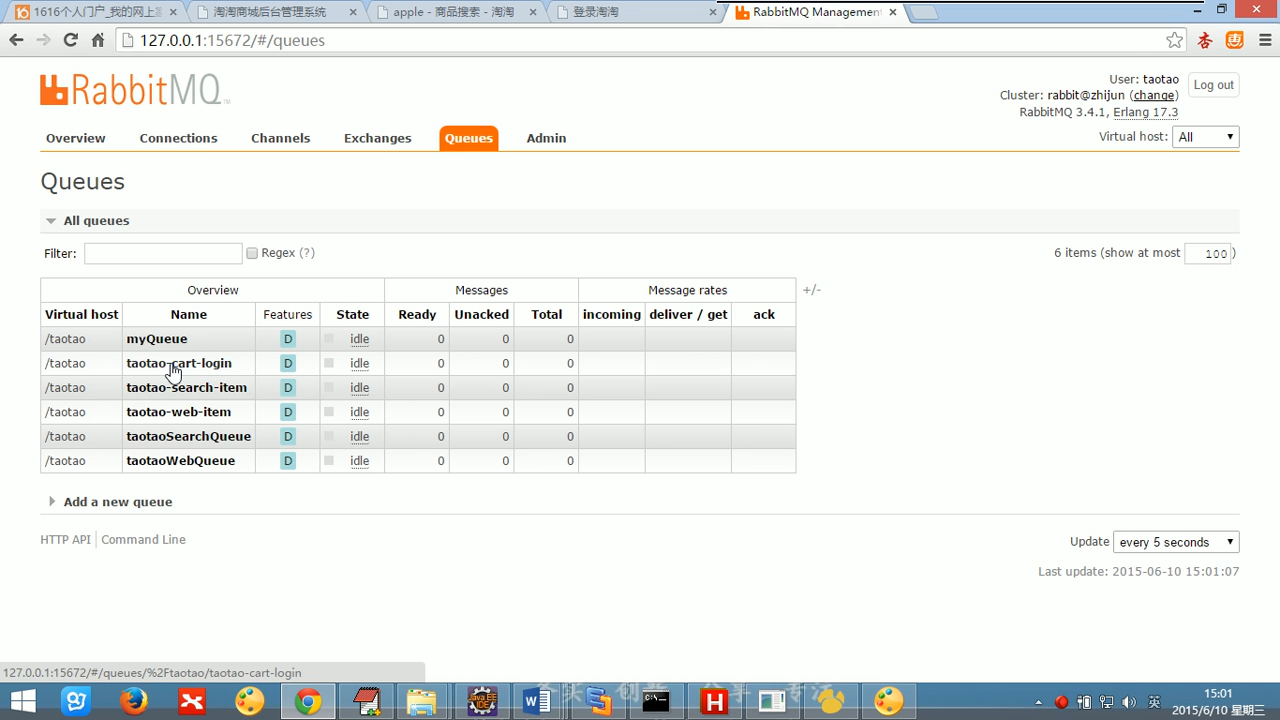 1616个人门户_我的网上家 淘淘商城后台管理系统 apple - 商品搜索 - 淘淘 登录淘淘 RabbitMQ Management
127.0.0.1:15672/#/queues
RabbitMQ ™
User: taotao
Log out
Cluster: rabbit@zhijun (change)
RabbitMQ 3.4.1, Erlang 17.3
Virtual host: All
Overview Connections Channels Exchanges Queues Admin
Queues
All queues
Filter: Regex (?) 6 items (show at most 100 )
Overview Messages Message rates +/-
Virtual host Name Features State Ready Unacked Total incoming deliver / get ack
/taotao myQueue D idle 0 0 0
/taotao taotao-cart-login D idle 0 0 0
/taotao taotao-search-item D idle 0 0 0
/taotao taotao-web-item D idle 0 0 0
/taotao taotaoSearchQueue D idle 0 0 0
/taotao taotaoWebQueue D idle 0 0 0
Add a new queue
HTTP API Command Line
Update every 5 seconds
Last update: 2015-06-10 15:01:07
127.0.0.1:15672/#/queues/%2Ftaotao/taotao-cart-login
英 15:01
2015/6/10 星期三